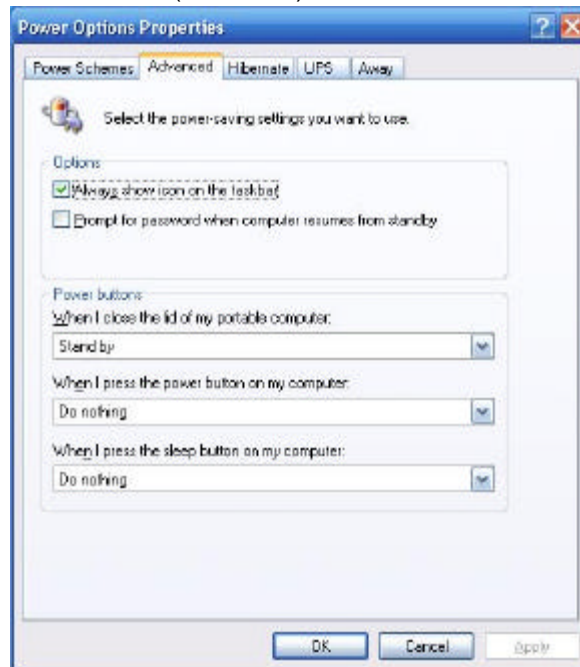 Power Options Properties
Power Schemes Advanced Hibernate UPS Away
Select the power-saving settings you want to use.
Options
Always show icon on the taskbar
Prompt for password when computer resumes from standby
Power buttons
When I close the lid of my portable computer:
Stand by
When I press the power button on my computer:
Do nothing
When I press the sleep button on my computer:
Do nothing
OK Cancel Apply